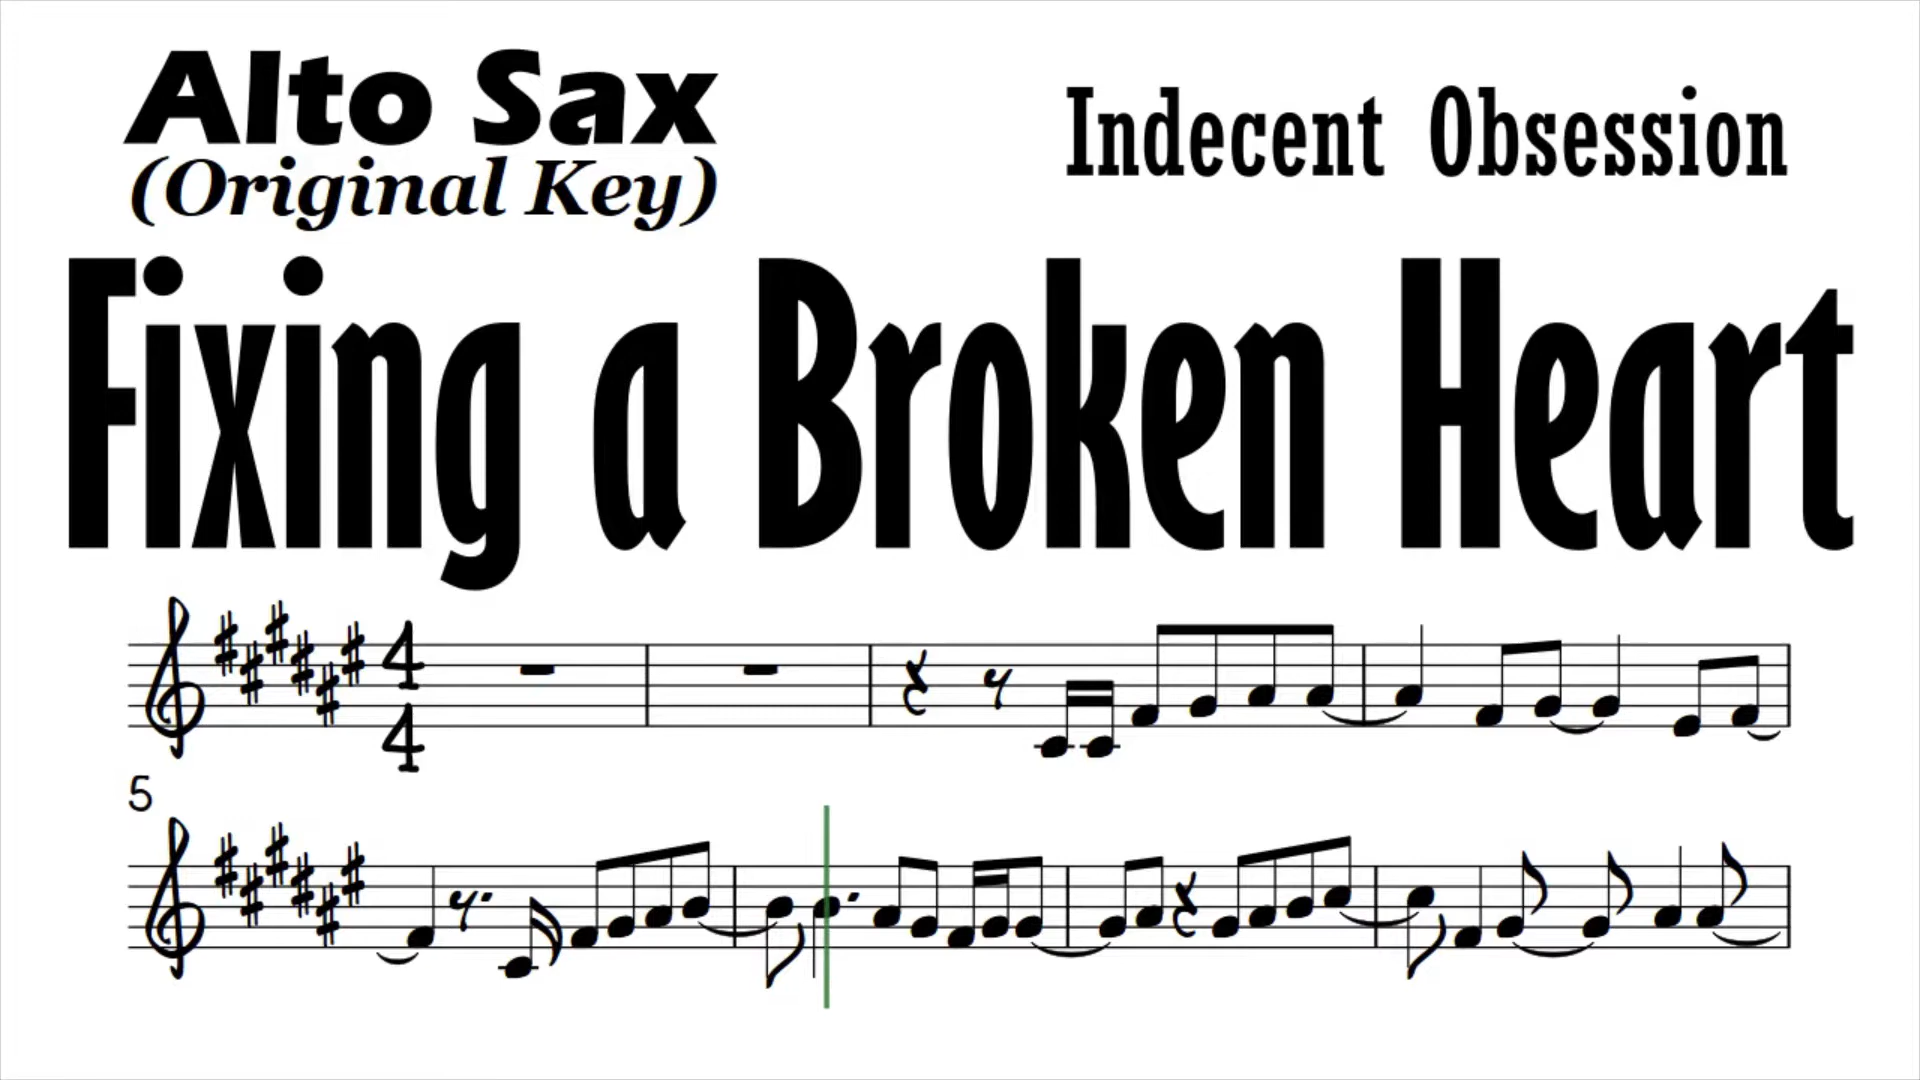 Alto Sax
(Original Key)
Indecent Obsession
Fixing a Broken Heart
4
4
5